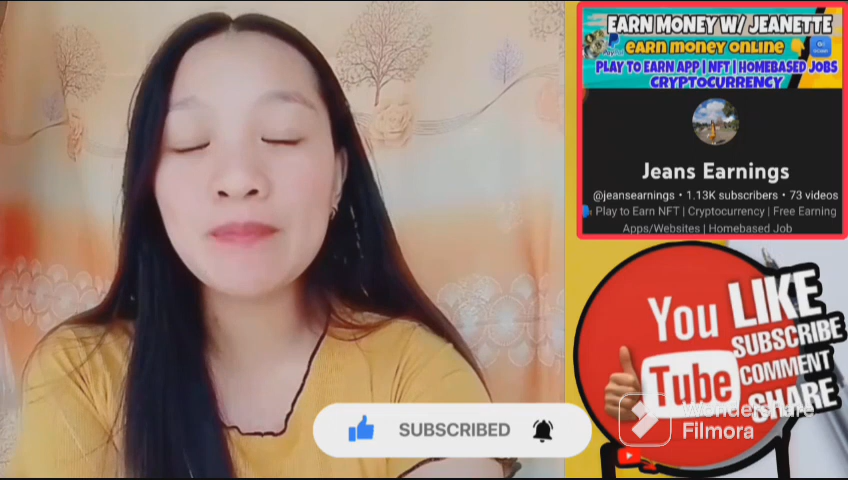 EARN MONEY W/ JEANETTE
earn money online
PLAY TO EARN APP | NFT | HOMEBASED JOBS
CRYPTOCURRENCY
Jeans Earnings
@jeansearnings • 1.13K subscribers • 73 videos
Play to Earn NFT | Cryptocurrency | Free Earning
Apps/Websites | Homebased Job
You
Tube
LIKE
SUBSCRIBE
COMMENT
SHARE
Wondershare
Filmora
SUBSCRIBED